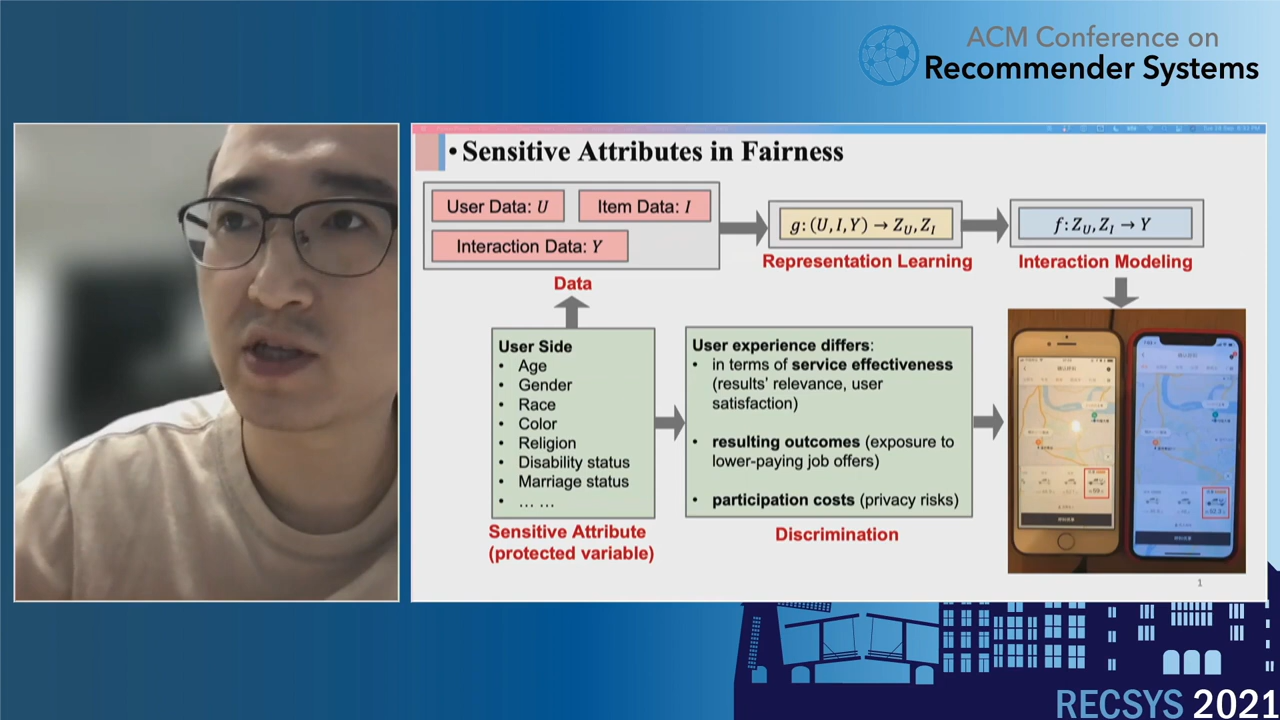 ACM Conference on
Recommender Systems
• Sensitive Attributes in Fairness
User Data: U
Item Data: I
Interaction Data: Y
Data
g: (U, I, Y) → Z_U, Z_I
Representation Learning
f: Z_U, Z_I → Y
Interaction Modeling
User Side
• Age
• Gender
• Race
• Color
• Religion
• Disability status
• Marriage status
• … …
Sensitive Attribute
(protected variable)
User experience differs:
• in terms of service effectiveness
(results' relevance, user
satisfaction)
• resulting outcomes (exposure to
lower-paying job offers)
• participation costs (privacy risks)
Discrimination
1
RECSYS 2021